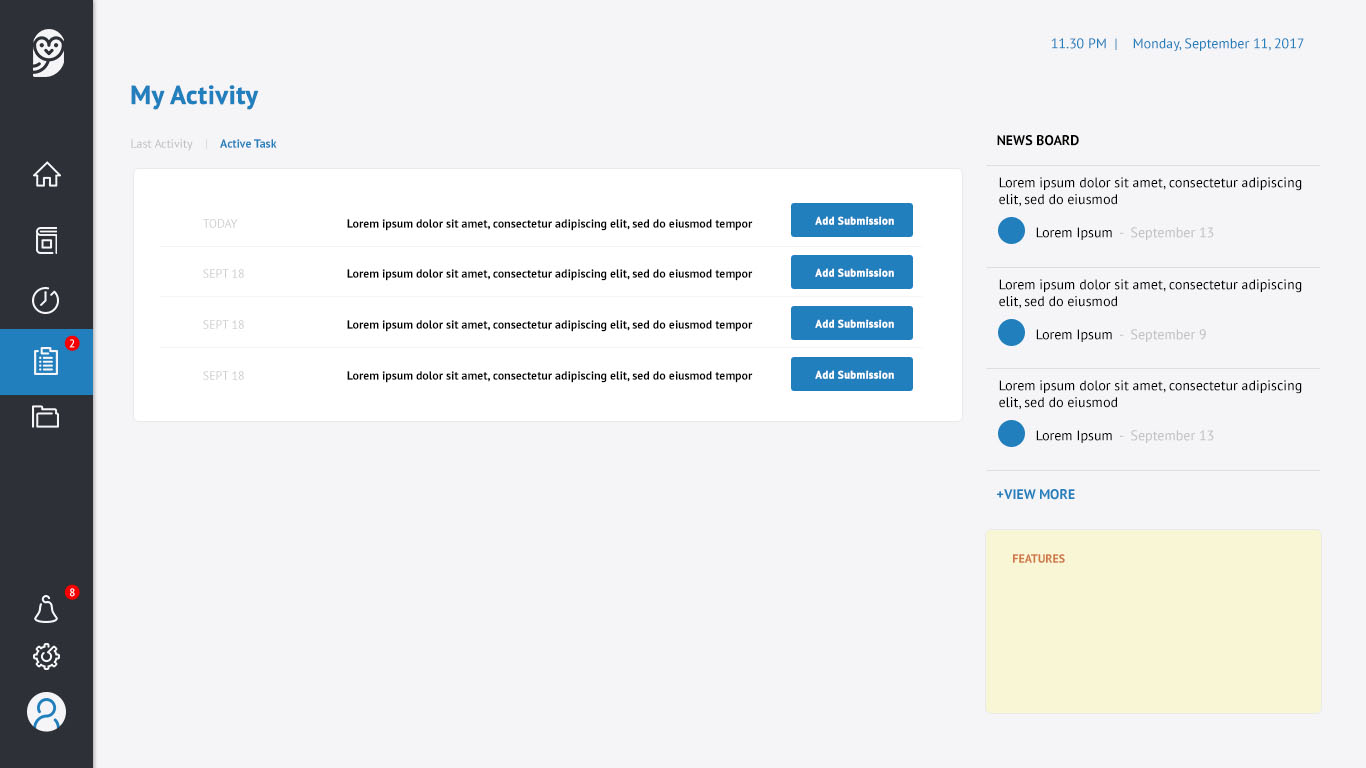 11.30 PM | Monday, September 11, 2017
My Activity
Last Activity | Active Task
TODAY Lorem ipsum dolor sit amet, consectetur adipiscing elit, sed do eiusmod tempor Add Submission
SEPT 18 Lorem ipsum dolor sit amet, consectetur adipiscing elit, sed do eiusmod tempor Add Submission
SEPT 18 Lorem ipsum dolor sit amet, consectetur adipiscing elit, sed do eiusmod tempor Add Submission
SEPT 18 Lorem ipsum dolor sit amet, consectetur adipiscing elit, sed do eiusmod tempor Add Submission
NEWS BOARD
Lorem ipsum dolor sit amet, consectetur adipiscing
elit, sed do eiusmod
Lorem Ipsum - September 13
Lorem ipsum dolor sit amet, consectetur adipiscing
elit, sed do eiusmod
Lorem Ipsum - September 9
Lorem ipsum dolor sit amet, consectetur adipiscing
elit, sed do eiusmod
Lorem Ipsum - September 13
+VIEW MORE
FEATURES
2
8